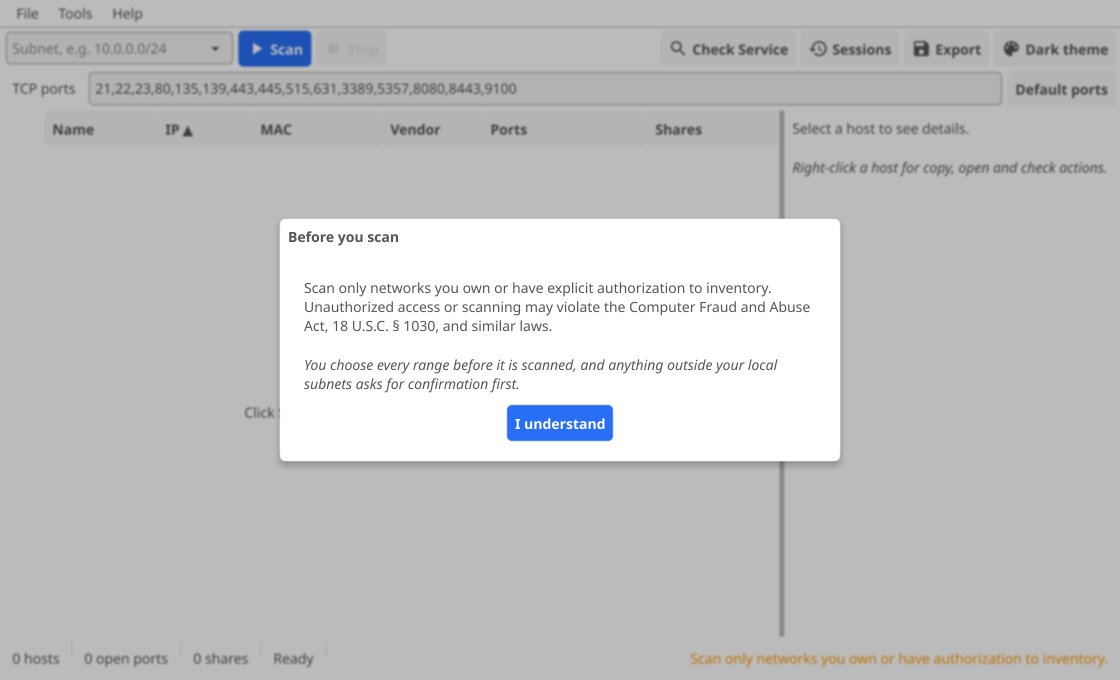 File Tools Help
Subnet, e.g. 10.0.0.0/24 Scan Stop Check Service Sessions Export Dark theme
TCP ports 21,22,23,80,135,139,443,445,515,631,3389,5357,8080,8443,9100 Default ports
Name IP▲ MAC Vendor Ports Shares
Select a host to see details.
Right-click a host for copy, open and check actions.
Before you scan
Scan only networks you own or have explicit authorization to inventory.
Unauthorized access or scanning may violate the Computer Fraud and Abuse
Act, 18 U.S.C. § 1030, and similar laws.
You choose every range before it is scanned, and anything outside your local
subnets asks for confirmation first.
Click
I understand
0 hosts 0 open ports 0 shares Ready Scan only networks you own or have authorization to inventory.